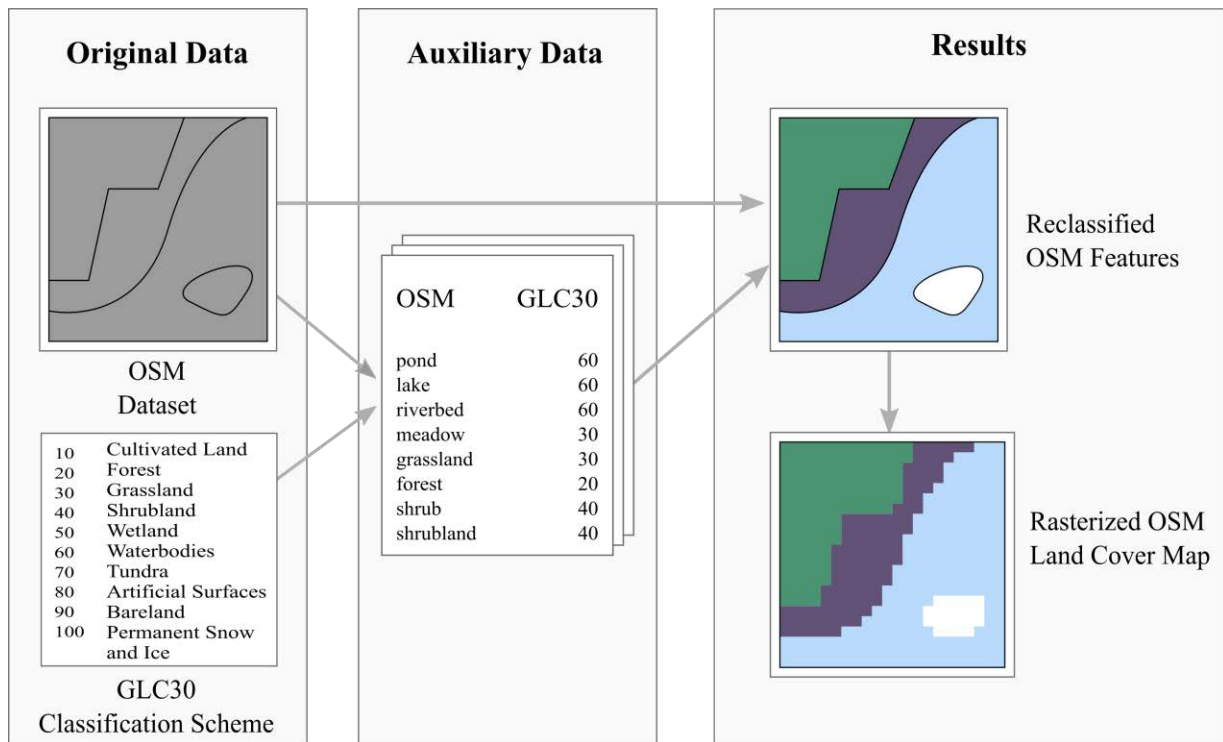 Original Data
OSM
Dataset
10 Cultivated Land
20 Forest
30 Grassland
40 Shrubland
50 Wetland
60 Waterbodies
70 Tundra
80 Artificial Surfaces
90 Bareland
100 Permanent Snow
and Ice
GLC30
Classification Scheme
Auxiliary Data
OSM GLC30
pond 60
lake 60
riverbed 60
meadow 30
grassland 30
forest 20
shrub 40
shrubland 40
Results
Reclassified
OSM Features
Rasterized OSM
Land Cover Map